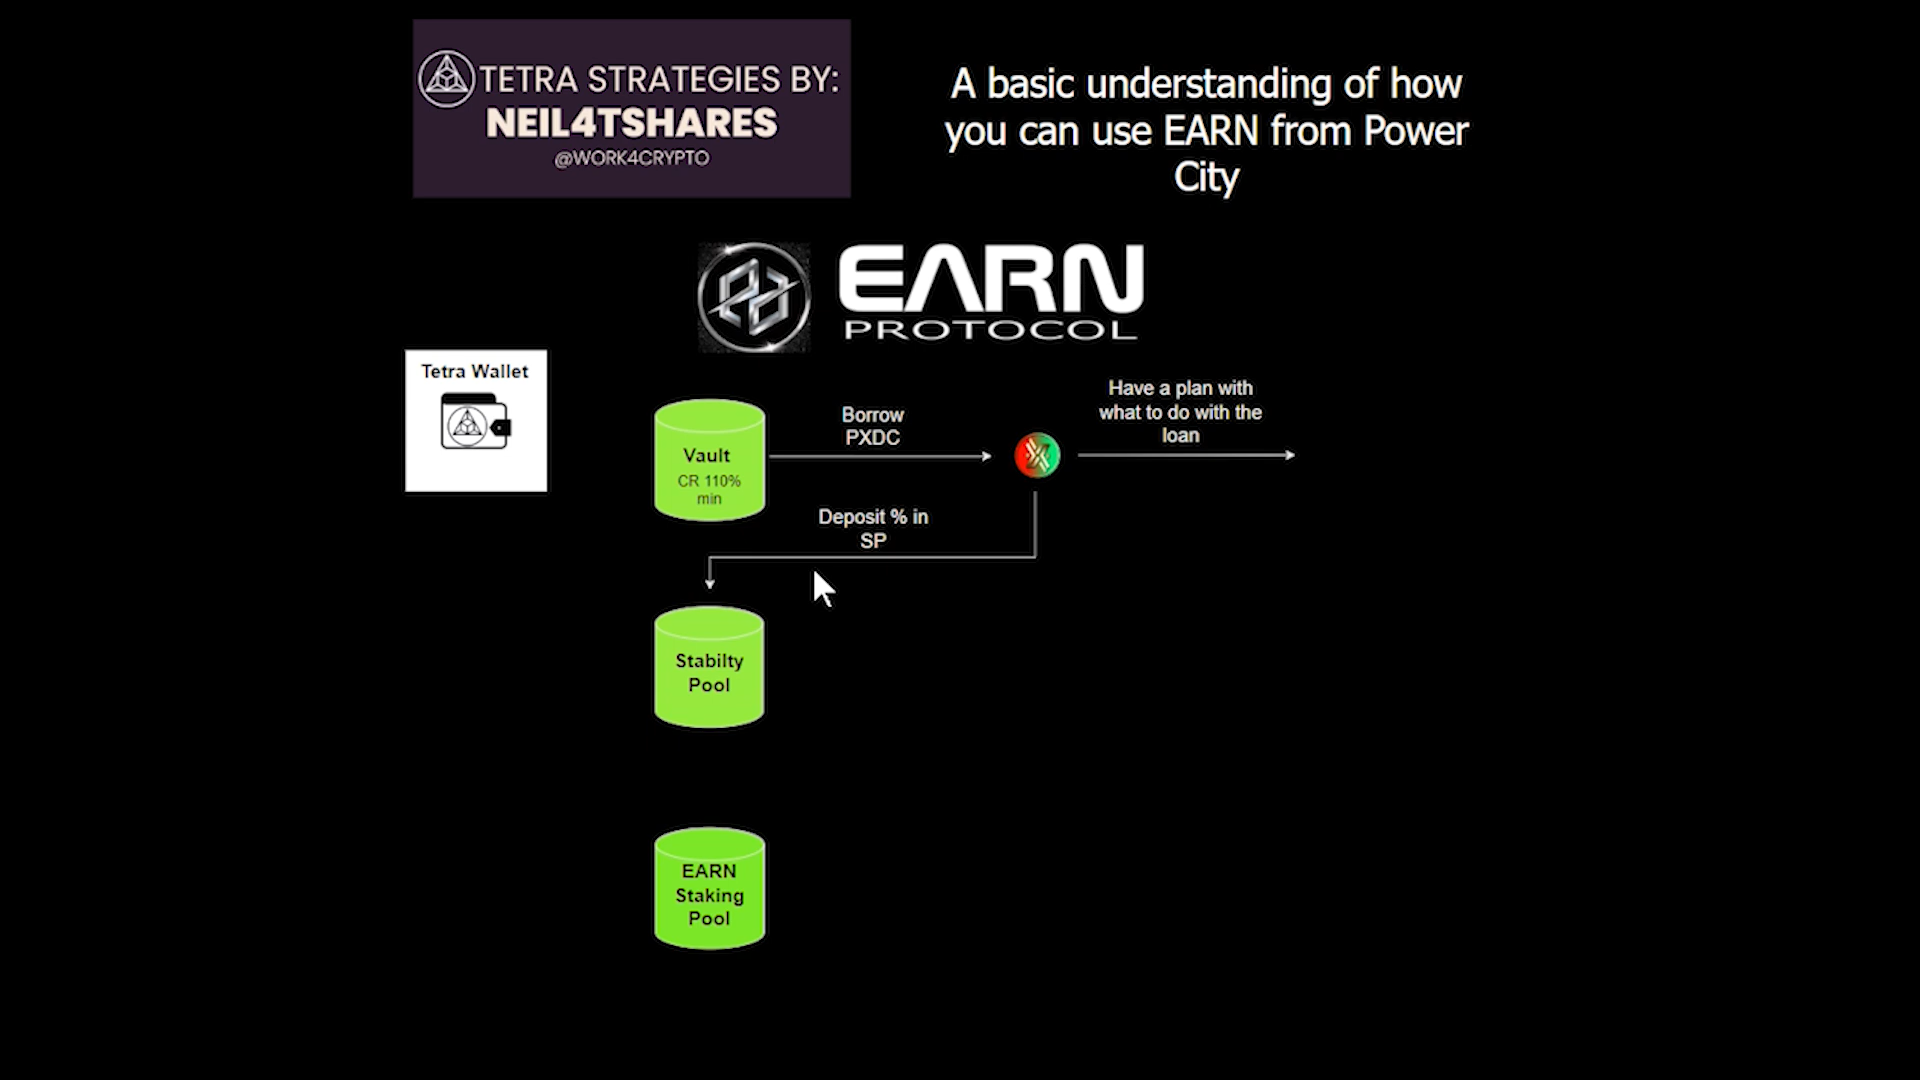 TETRA STRATEGIES BY:
NEIL4TSHARES
@WORK4CRYPTO
A basic understanding of how
you can use EARN from Power
City
EARN
PROTOCOL
Tetra Wallet
Vault
CR 110%
min
Borrow
PXDC
Have a plan with
what to do with the
loan
Deposit % in
SP
Stabilty
Pool
EARN
Staking
Pool